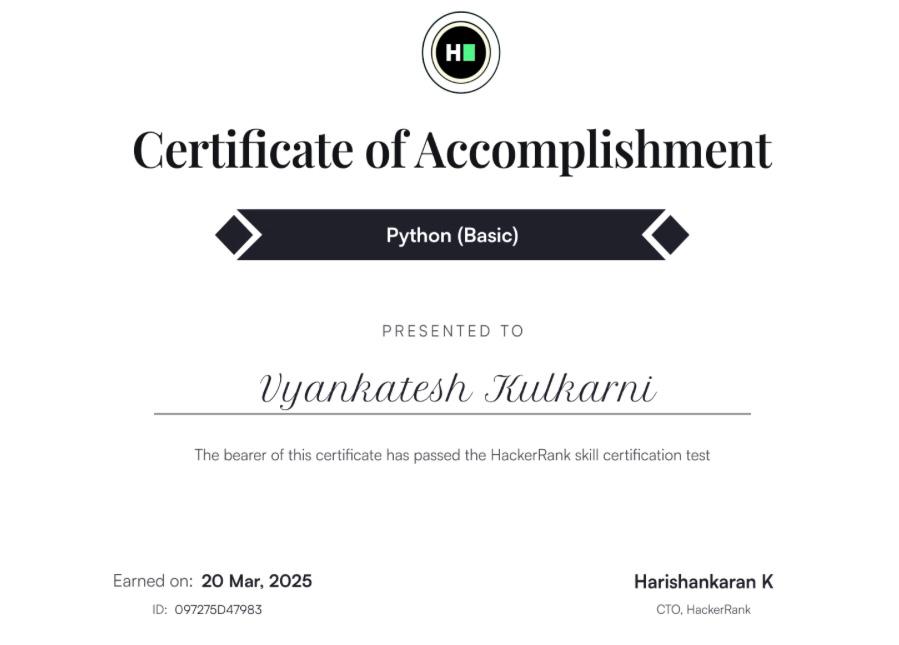 H
Certificate of Accomplishment
Python (Basic)
PRESENTED TO
Vyankatesh Kulkarni
The bearer of this certificate has passed the HackerRank skill certification test
Earned on: 20 Mar, 2025
ID: 097275D47983
Harishankaran K
CTO, HackerRank